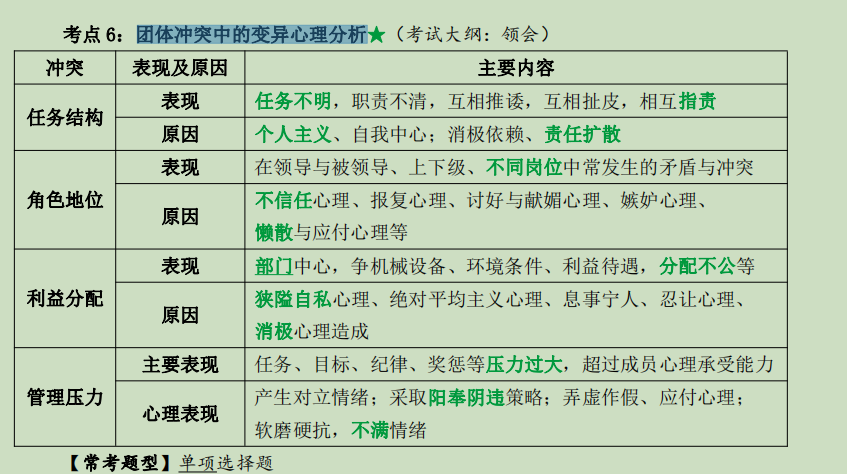 考点 6：团体冲突中的变异心理分析★（考试大纲：领会）
冲突 表现及原因 主要内容
任务结构 表现 任务不明，职责不清，互相推诿，互相扯皮，相互指责
原因 个人主义、自我中心；消极依赖、责任扩散
角色地位 表现 在领导与被领导、上下级、不同岗位中常发生的矛盾与冲突
原因 不信任心理、报复心理、讨好与献媚心理、嫉妒心理、
懒散与应付心理等
利益分配 表现 部门中心，争机械设备、环境条件、利益待遇，分配不公等
原因 狭隘自私心理、绝对平均主义心理、息事宁人、忍让心理、
消极心理造成
管理压力 主要表现 任务、目标、纪律、奖惩等压力过大，超过成员心理承受能力
心理表现 产生对立情绪；采取阳奉阴违策略；弄虚作假、应付心理；
软磨硬抗，不满情绪
【常考题型】单项选择题